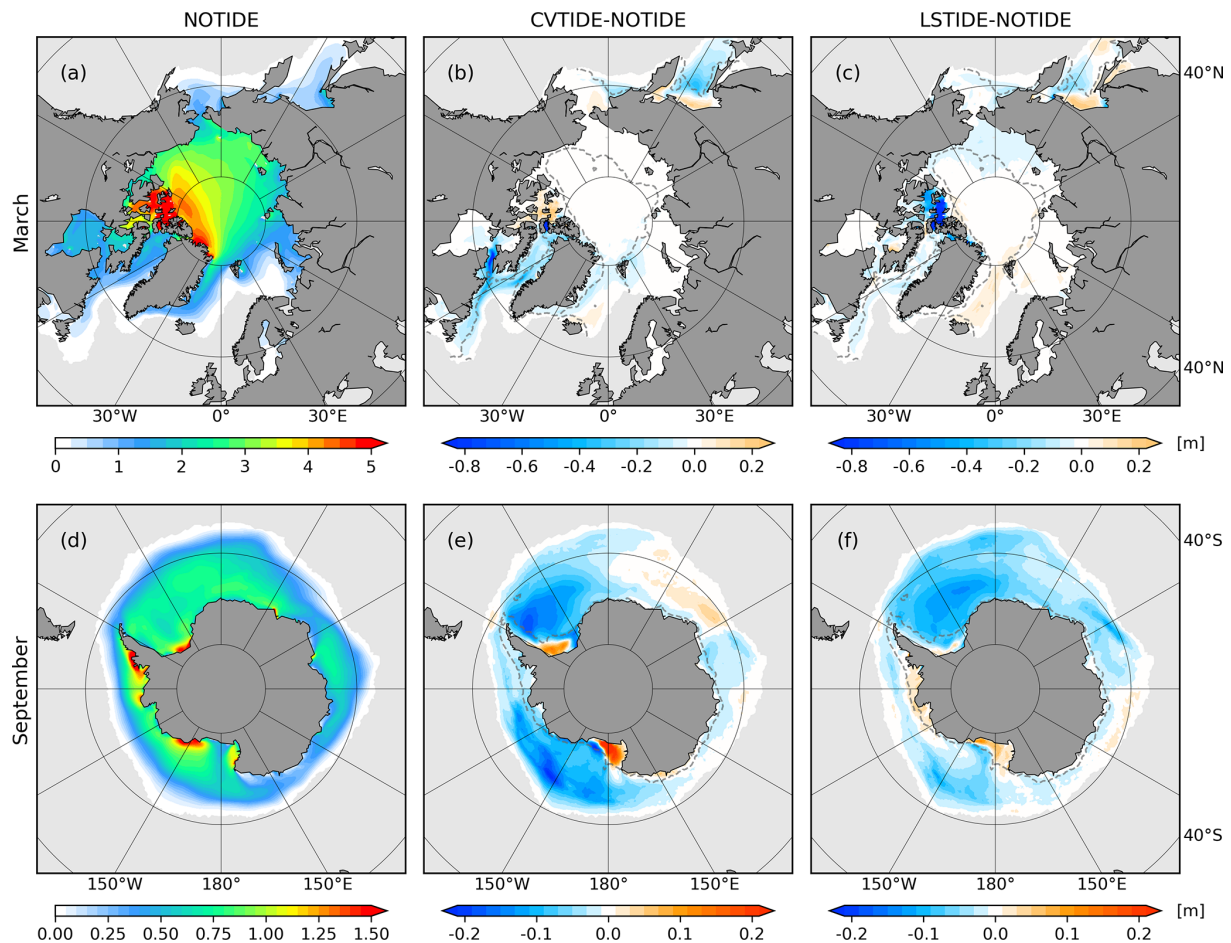 NOTIDE CVTIDE-NOTIDE LSTIDE-NOTIDE
March (a) (b) (c) 40°N
40°N
30°W 0° 30°E 30°W 0° 30°E 30°W 0° 30°E
0 1 2 3 4 5 -0.8 -0.6 -0.4 -0.2 0.0 0.2 -0.8 -0.6 -0.4 -0.2 0.0 0.2 [m]
September (d) (e) (f) 40°S
40°S
150°W 180° 150°E 150°W 180° 150°E 150°W 180° 150°E
0.00 0.25 0.50 0.75 1.00 1.25 1.50 -0.2 -0.1 0.0 0.1 0.2 -0.2 -0.1 0.0 0.1 0.2 [m]